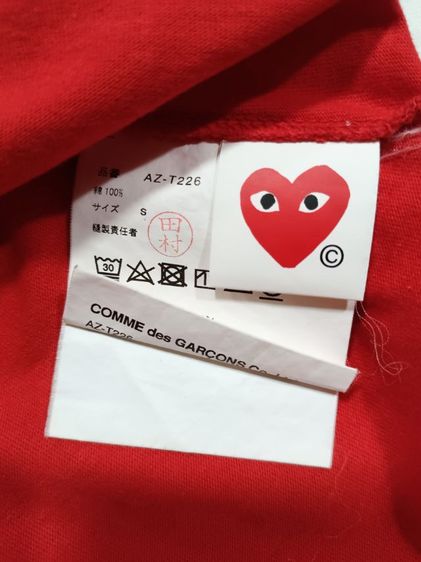 品番 AZ-T226
綿 100%
サイズ S
縫製責任者 田村
30
©
COMME des GARÇONS
AZ-T226